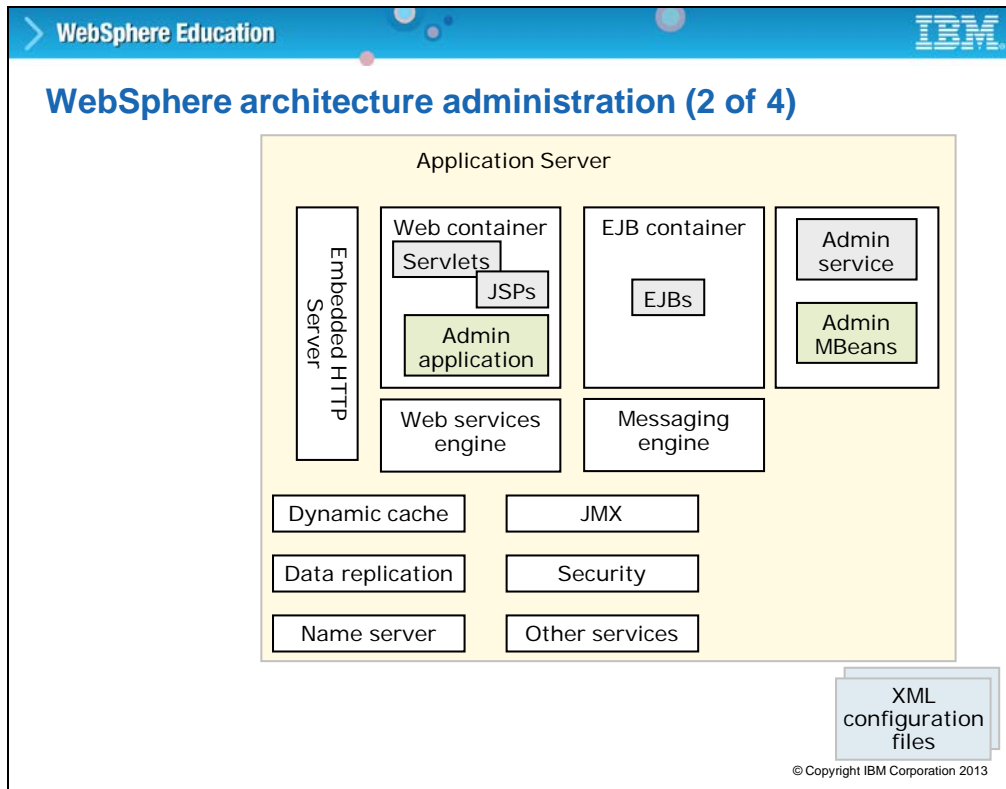 WebSphere Education
IBM.
WebSphere architecture administration (2 of 4)
Application Server
Embedded HTTP
Server
Web container
Servlets
JSPs
Admin
application
EJB container
EJBs
Admin
service
Admin
MBeans
Web services
engine
Messaging
engine
Dynamic cache
JMX
Data replication
Security
Name server
Other services
XML
configuration
files
© Copyright IBM Corporation 2013